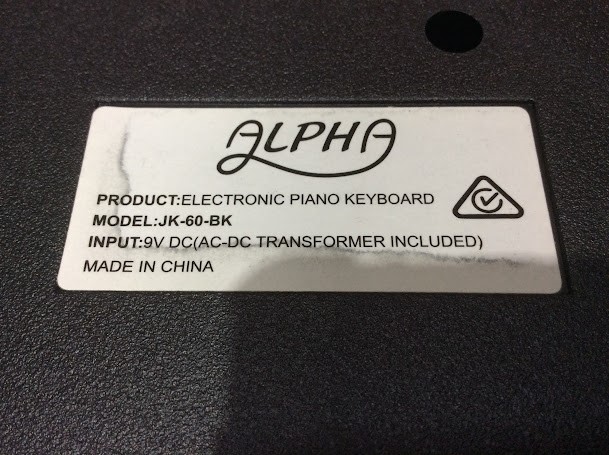 ALPHA
PRODUCT:ELECTRONIC PIANO KEYBOARD
MODEL:JK-60-BK
INPUT:9V DC(AC-DC TRANSFORMER INCLUDED)
MADE IN CHINA